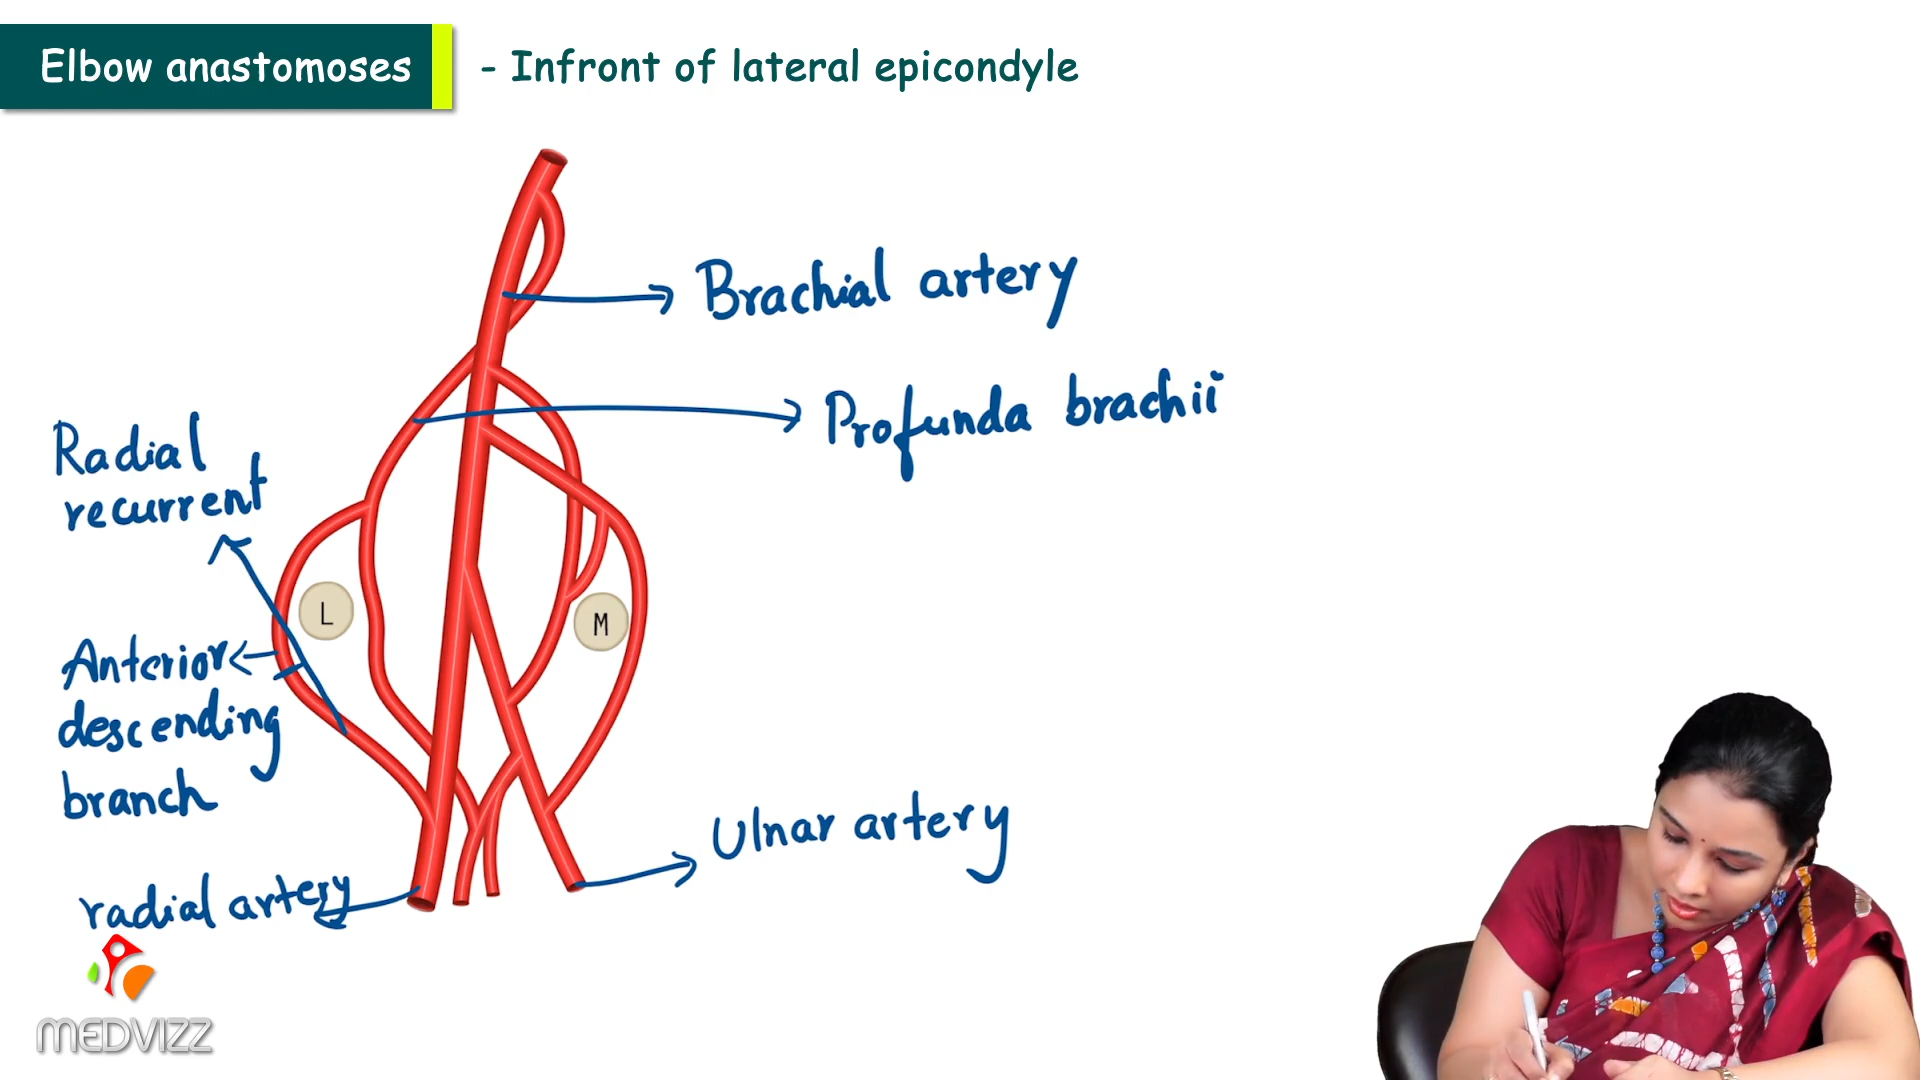 Elbow anastomoses - Infront of lateral epicondyle
Brachial artery
Profunda brachii
Radial
recurrent
L
M
Anterior
descending
branch
Ulnar artery
radial artery
MEDVIZZ